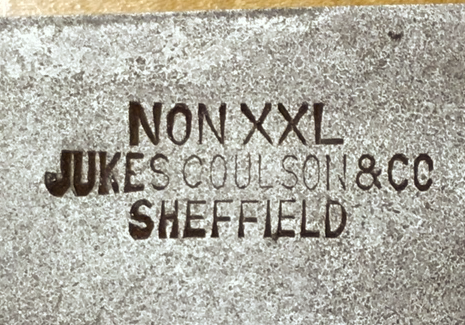 NON XXL
JUKES COULSON & CO
SHEFFIELD